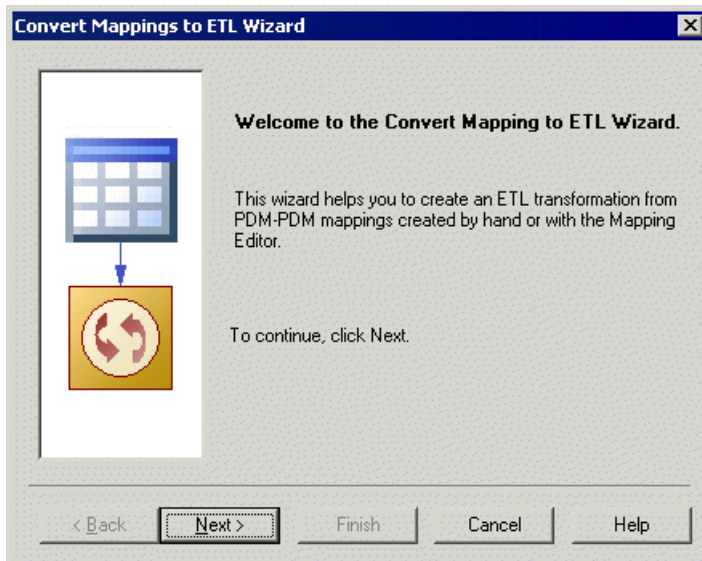 Convert Mappings to ETL Wizard
Welcome to the Convert Mapping to ETL Wizard.
This wizard helps you to create an ETL transformation from
PDM-PDM mappings created by hand or with the Mapping
Editor.
To continue, click Next.
< Back
Next >
Finish
Cancel
Help